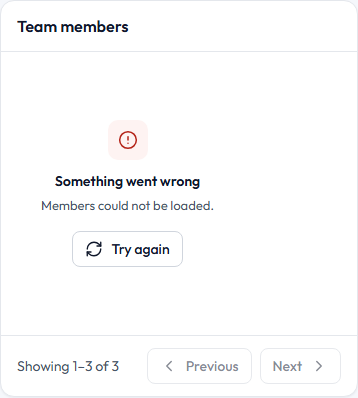 Team members
Something went wrong
Members could not be loaded.
Try again
Showing 1–3 of 3
Previous
Next